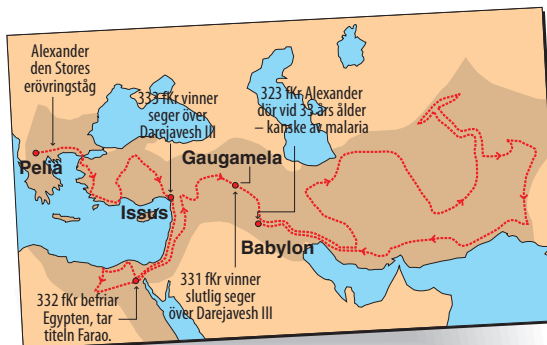 Alexander
den Stores
erövringståg
333 fKr vinner
seger över
Darejavesh III
323 fKr Alexander
dör vid 33 års ålder
– kanske av malaria
Pella
Gaugamela
Issus
Babylon
332 fKr befriar
Egypten, tar
titeln Farao.
331 fKr vinner
slutlig seger
över Darejavesh III